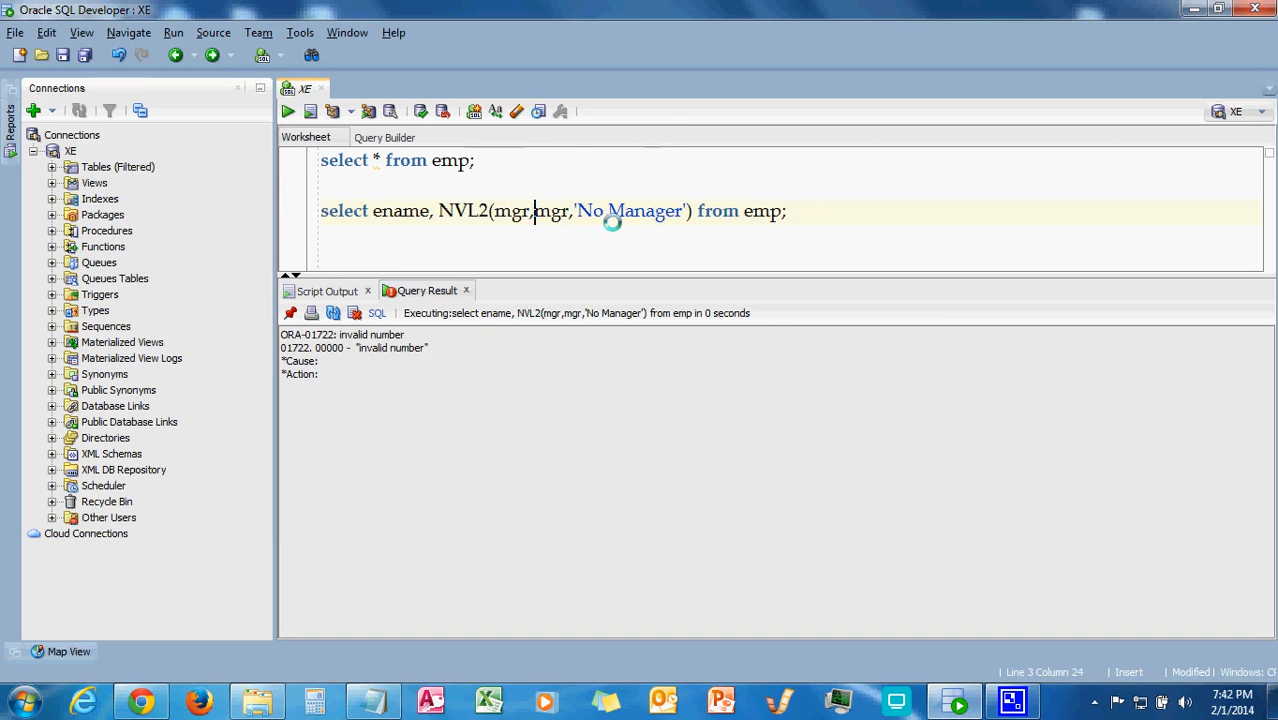 Oracle SQL Developer : XE
File Edit View Navigate Run Source Team Tools Window Help
Connections
XE
Reports
XE
Worksheet Query Builder
Connections
XE
Tables (Filtered)
Views
Indexes
Packages
Procedures
Functions
Queues
Queues Tables
Triggers
Types
Sequences
Materialized Views
Materialized View Logs
Synonyms
Public Synonyms
Database Links
Public Database Links
Directories
XML Schemas
XML DB Repository
Scheduler
Recycle Bin
Other Users
Cloud Connections
select * from emp;
select ename, NVL2(mgr,mgr,'No Manager') from emp;
Script Output Query Result
SQL Executing:select ename, NVL2(mgr,mgr,'No Manager') from emp in 0 seconds
ORA-01722: invalid number
01722. 00000 - "invalid number"
*Cause:
*Action:
Map View
Line 3 Column 24 Insert Modified Windows: CF
7:42 PM
2/1/2014